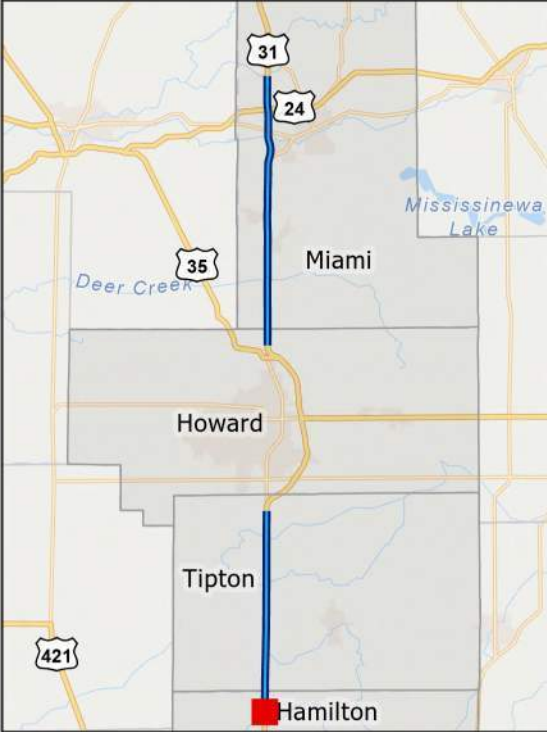 31
24
Mississinewa
Lake
Miami
35
Deer Creek
Howard
Tipton
421
Hamilton